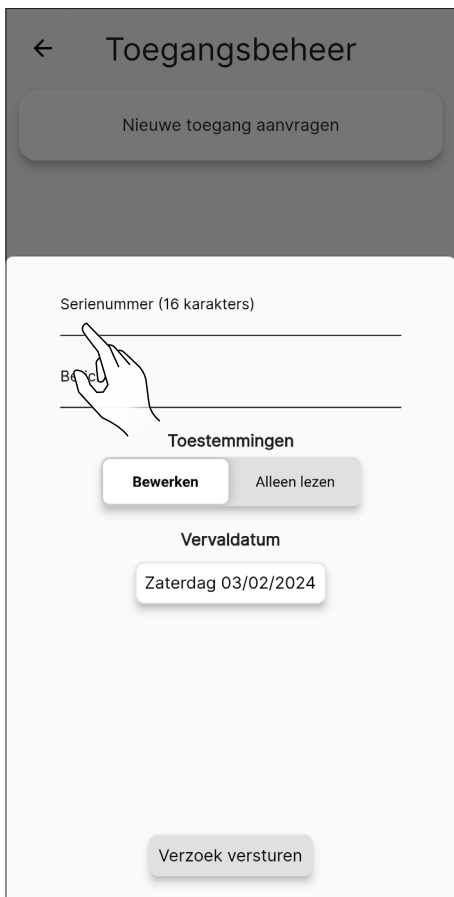 Toegangsbeheer
Nieuwe toegang aanvragen
Serienummer (16 karakters)
Toestemmingen
Bewerken Alleen lezen
Vervaldatum
Zaterdag 03/02/2024
Verzoek versturen